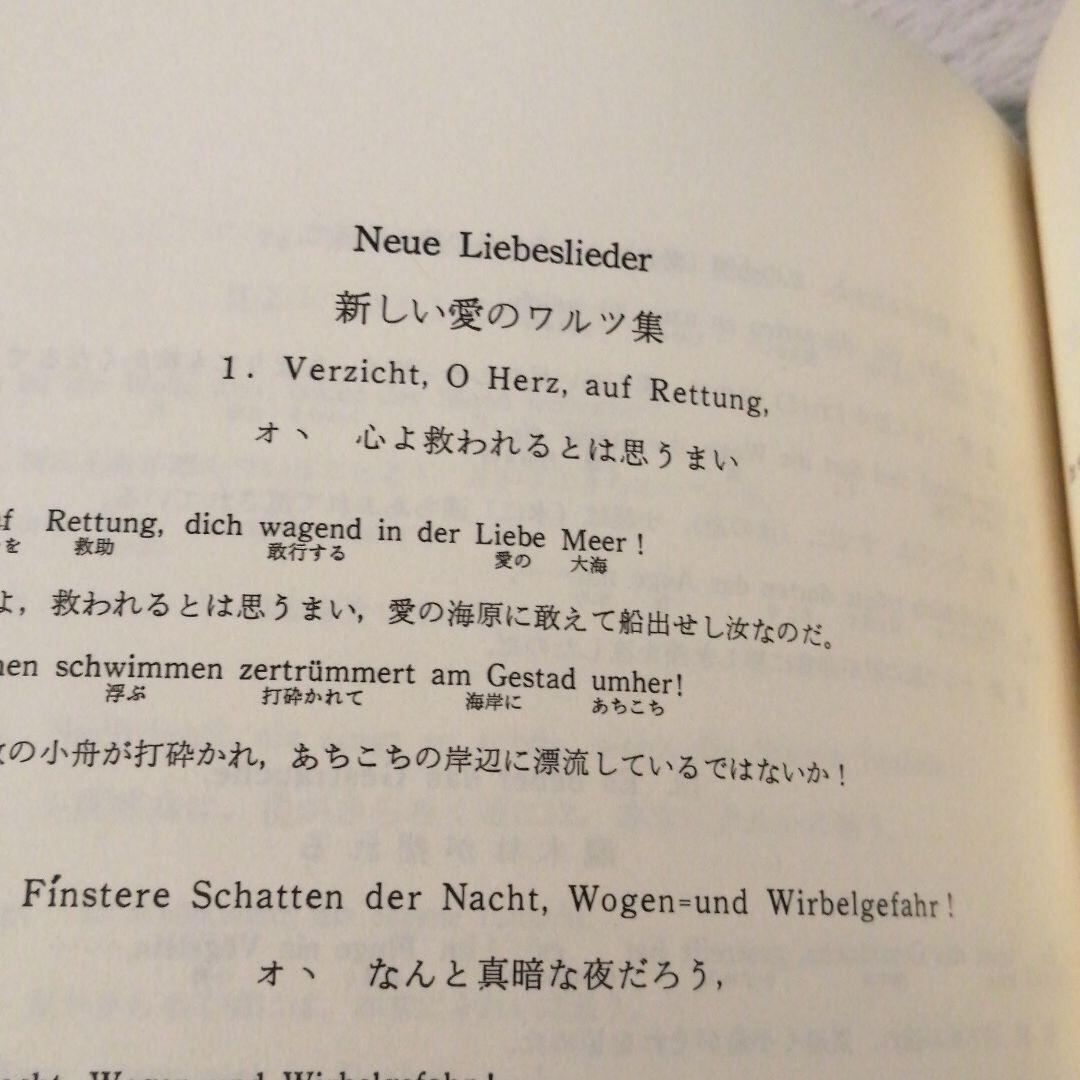 Neue Liebeslieder
新しい愛のワルツ集
1. Verzicht, O Herz, auf Rettung,
オヽ 心よ救われるとは思うまい
Rettung, dich wagend in der Liebe Meer!
を 救助 敢行する 愛の 大海
よ，救われるとは思うまい，愛の海原に敢えて船出せし汝なのだ。
schwimmen zertrümmert am Gestad umher!
浮ぶ 打砕かれて 海岸に あちこち
の小舟が打砕かれ，あちこちの岸辺に漂流しているではないか！
Fínstere Schatten der Nacht, Wogen=und Wirbelgefahr!
オヽ なんと真暗な夜だろう，
Wogen und Wirbelgefahr!